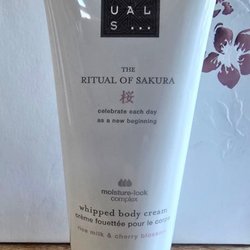 UAL
S ...
THE
RITUAL OF SAKURA
桜
celebrate each day
as a new beginning
moisture-lock
complex
whipped body cream
crème fouettée pour le corps
rice milk & cherry blossom